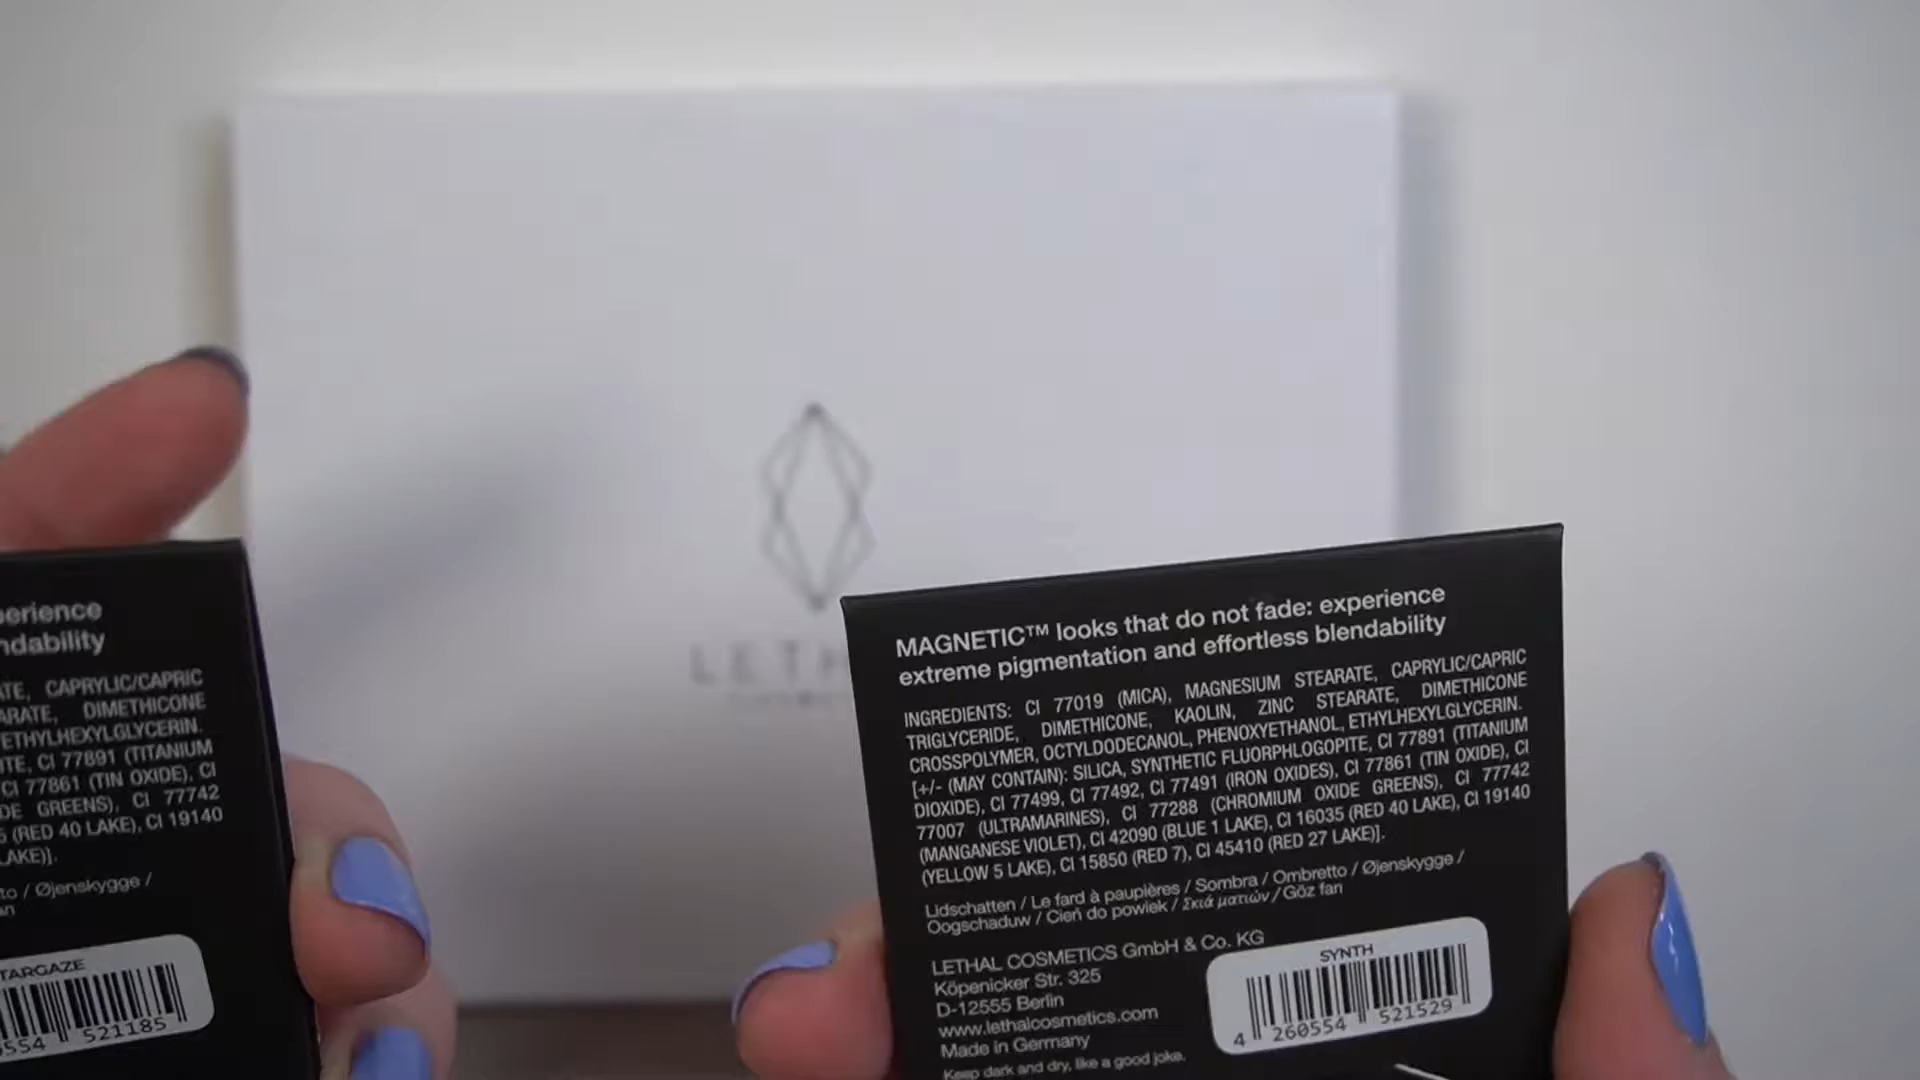 LETH
perience
ndability
ATE, CAPRYLIC/CAPRIC
ARATE, DIMETHICONE
ETHYLHEXYLGLYCERIN.
ITE, CI 77891 (TITANIUM
CI 77861 (TIN OXIDE), CI
DE GREENS), CI 77742
5 (RED 40 LAKE), CI 19140
LAKE)].
to / Øjenskygge /
arı
TARGAZE
0554 521185
MAGNETIC™ looks that do not fade: experience
extreme pigmentation and effortless blendability
INGREDIENTS: CI 77019 (MICA), MAGNESIUM STEARATE, CAPRYLIC/CAPRIC
TRIGLYCERIDE, DIMETHICONE, KAOLIN, ZINC STEARATE, DIMETHICONE
CROSSPOLYMER, OCTYLDODECANOL, PHENOXYETHANOL, ETHYLHEXYLGLYCERIN.
[+/- (MAY CONTAIN): SILICA, SYNTHETIC FLUORPHLOGOPITE, CI 77891 (TITANIUM
DIOXIDE), CI 77499, CI 77492, CI 77491 (IRON OXIDES), CI 77861 (TIN OXIDE), CI
77007 (ULTRAMARINES), CI 77288 (CHROMIUM OXIDE GREENS), CI 77742
(MANGANESE VIOLET), CI 42090 (BLUE 1 LAKE), CI 16035 (RED 40 LAKE), CI 19140
(YELLOW 5 LAKE), CI 15850 (RED 7), CI 45410 (RED 27 LAKE)].
Lidschatten / Le fard à paupières / Sombra / Ombretto / Øjenskygge /
Oogschaduw / Cień do powiek / Σκιά ματιών / Göz farı
LETHAL COSMETICS GmbH & Co. KG
Köpenicker Str. 325
D-12555 Berlin
www.lethalcosmetics.com
Made in Germany
Keep dark and dry, like a good joke.
SYNTH
4 260554 521529